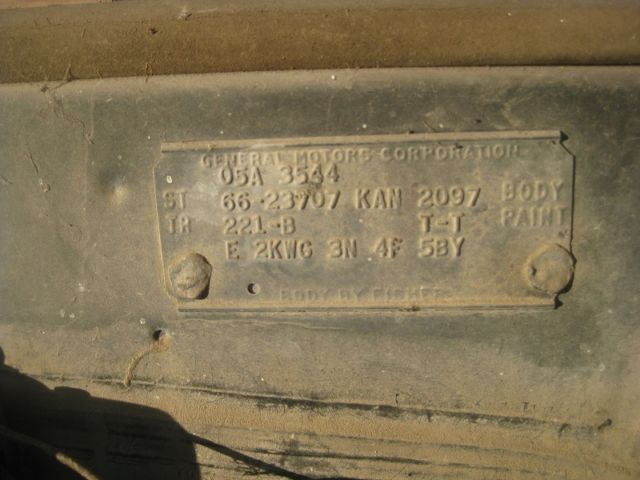 GENERAL MOTORS CORPORATION
05A 3544
ST 66-23707 KAN 2097 BODY
TR 221-B T-T PAINT
E 2KWG 3N 4F 5BY
BODY BY FISHER